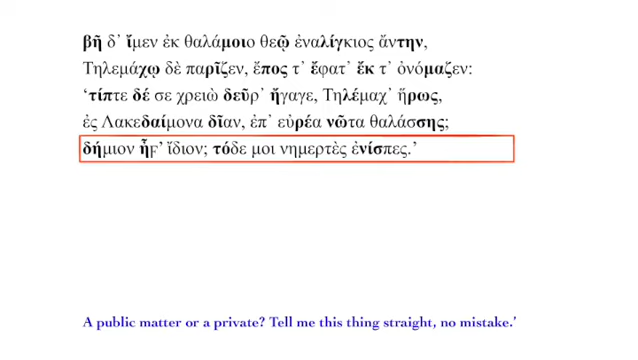 βῆ δ᾽ ἴμεν ἐκ θαλάμοιο θεῷ ἐναλίγκιος ἄντην,
Τηλεμάχῳ δὲ παρῖζεν, ἔπος τ᾽ ἔφατ᾽ ἔκ τ᾽ ὀνόμαζεν:
‘τίπτε δέ σε χρειὼ δεῦρ᾽ ἤγαγε, Τηλέμαχ᾽ ἥρως,
ἐς Λακεδαίμονα δῖαν, ἐπ᾽ εὐρέα νῶτα θαλάσσης;
δήμιον ἦϝ’ ἴδιον; τόδε μοι νημερτὲς ἐνίσπες.’
A public matter or a private? Tell me this thing straight, no mistake.’